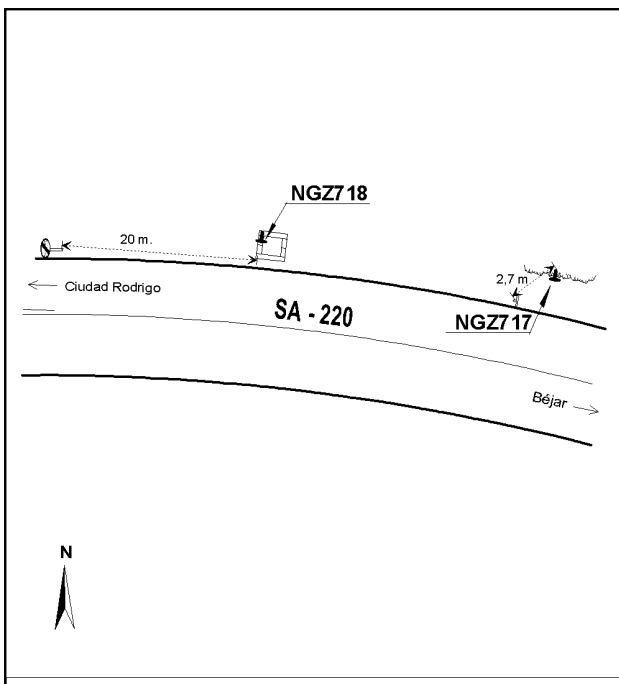 NGZ718
20 m.
Ciudad Rodrigo
2,7 m
SA - 220
NGZ717
Béjar
N